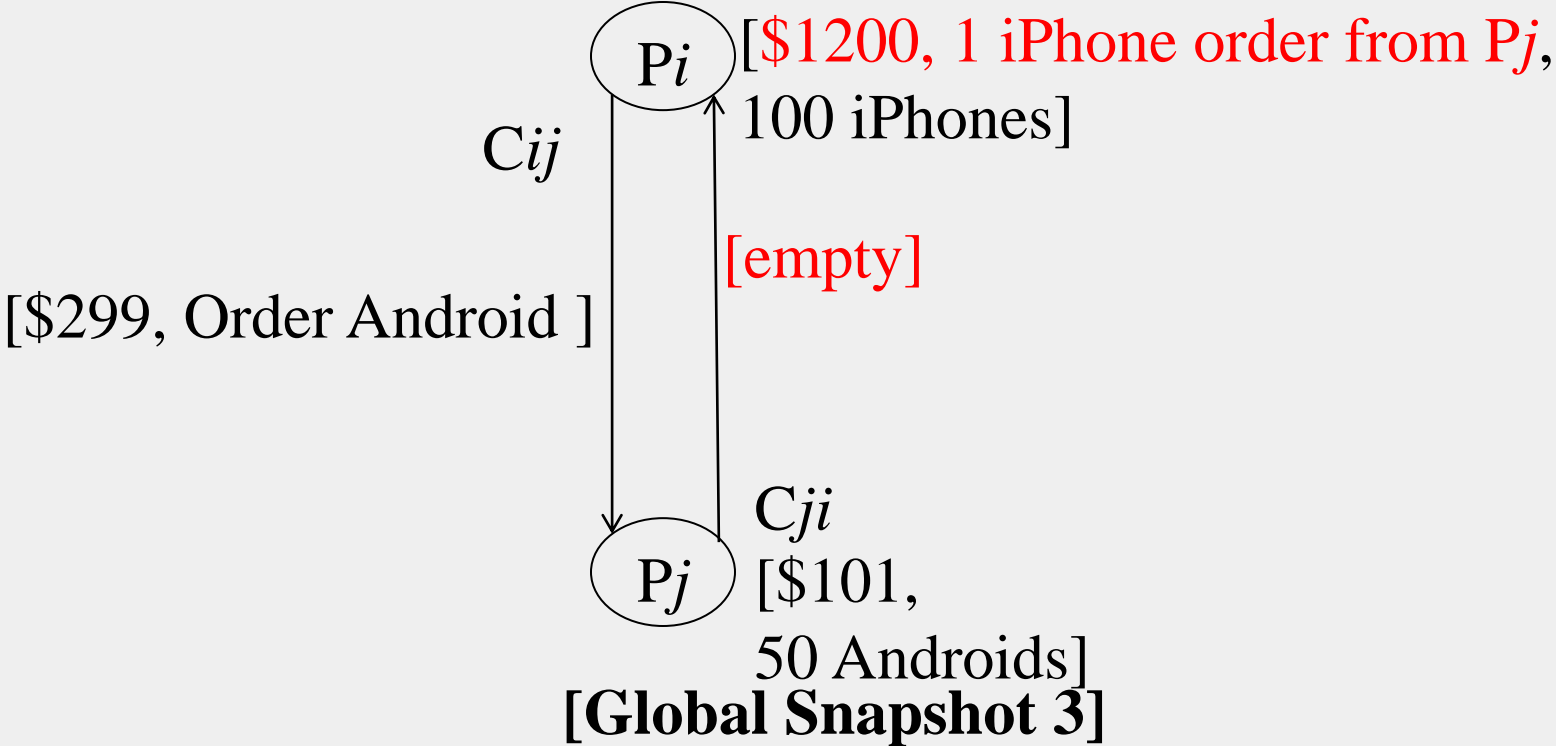 Pi
[$1200, 1 iPhone order from Pj,
100 iPhones]
Cij
[empty]
[$299, Order Android ]
Cji
Pj
[$101,
50 Androids]
[Global Snapshot 3]